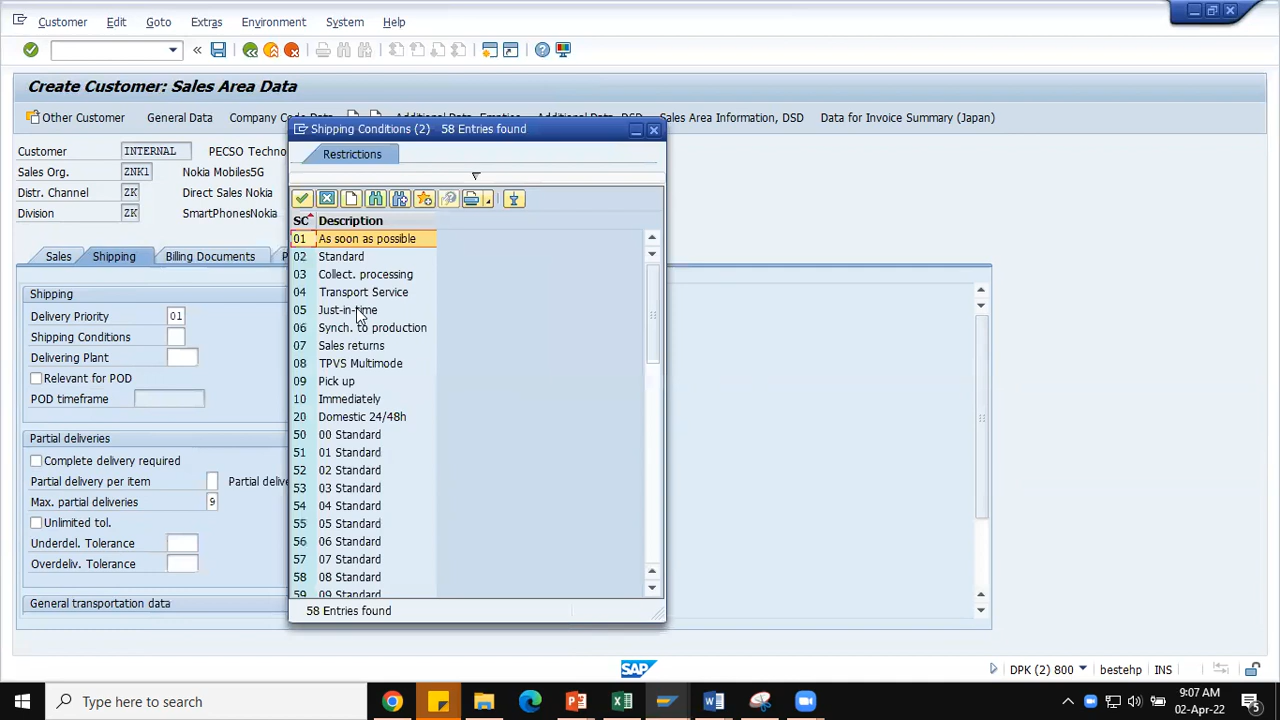 Customer Edit Goto Extras Environment System Help
Create Customer: Sales Area Data
Other Customer General Data Sales Area Information, DSD Data for Invoice Summary (Japan)
Shipping Conditions (2) 58 Entries found
Restrictions
Customer INTERNAL PECSO Techno
Sales Org. ZNK1 Nokia Mobiles5G
Distr. Channel ZK Direct Sales Nokia
Division ZK SmartPhonesNokia
Sales Shipping Billing Documents
Shipping
Delivery Priority 01
Shipping Conditions
Delivering Plant
Relevant for POD
POD timeframe
Partial deliveries
Complete delivery required
Partial delivery per item Partial delive
Max. partial deliveries 9
Unlimited tol.
Underdel. Tolerance
Overdeliv. Tolerance
General transportation data
SC Description
01 As soon as possible
02 Standard
03 Collect. processing
04 Transport Service
05 Just-in-time
06 Synch. to production
07 Sales returns
08 TPVS Multimode
09 Pick up
10 Immediately
20 Domestic 24/48h
50 00 Standard
51 01 Standard
52 02 Standard
53 03 Standard
54 04 Standard
55 05 Standard
56 06 Standard
57 07 Standard
58 08 Standard
59 09 Standard
58 Entries found
SAP DPK (2) 800 bestehp INS
Type here to search
9:07 AM
02-Apr-22
5